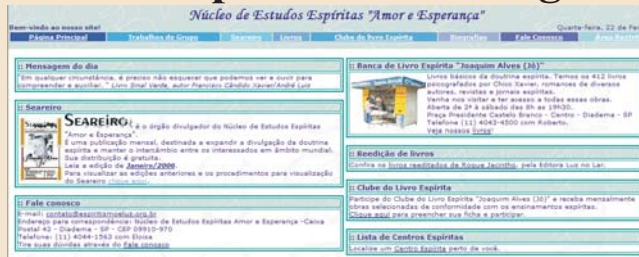 Núcleo de Estudos Espíritas "Amor e Esperança"
Bem-vindo ao nosso site!
Quarta-feira, 22 de Fe
Página Principal
Trabalhos do Grupo
Seareiro
Livros
Clube do livro Espírita
Biografias
Fale Conosco
:: Mensagem do dia
"Em qualquer circunstância, é preciso não esquecer que podemos ver e ouvir para
compreender e auxiliar. " Livro Sinal Verde, autor Francisco Cândido Xavier/André Luiz
:: Seareiro
SEAREIRO é o órgão divulgador do Núcleo de Estudos Espíritas
"Amor e Esperança".
É uma publicação mensal, destinada a expandir a divulgação da doutrina
espírita e manter o intercâmbio entre os interessados em âmbito mundial.
Sua distribuição é gratuita.
Leia a edição de Janeiro/2006.
Para visualizar as edições anteriores e os procedimentos para visualização
do Seareiro clique aqui.
:: Fale conosco
E-mail: contato@espiritismoeluz.org.br
Endereço para correspondência: Núcleo de Estudos Espíritas Amor e Esperança -Caixa
Postal 42 - Diadema - SP - CEP 09910-970
Telefone: (11) 4044-1563 com Eloisa
Tire suas dúvidas através do Fale conosco
:: Banca de Livro Espírita "Joaquim Alves (Jô)"
Livros básicos da doutrina espírita. Temos os 412 livros
psicografados por Chico Xavier, romances de diversos
autores, revistas e jornais espíritas.
Venha nos visitar e ter acesso a todas essas obras.
Aberta de 2ª à sábado das 8h as 19h30.
Praça Presidente Castelo Branco - Centro - Diadema - SP
Telefone (11) 4043-4500 com Roberto.
Veja nossos livros!
:: Reedição de livros
Confira os livros reeditados de Roque Jacintho, pela Editora Luz no Lar.
:: Clube do Livro Espírita
Participe do Clube do Livro Espírita "Joaquim Alves (Jô)" e receba mensalmente
obras selecionadas de conformidade com os ensinamentos espíritas.
Clique aqui para preencher sua ficha e participar.
:: Lista de Centros Espíritas
Localize um Centro Espírita perto de você.